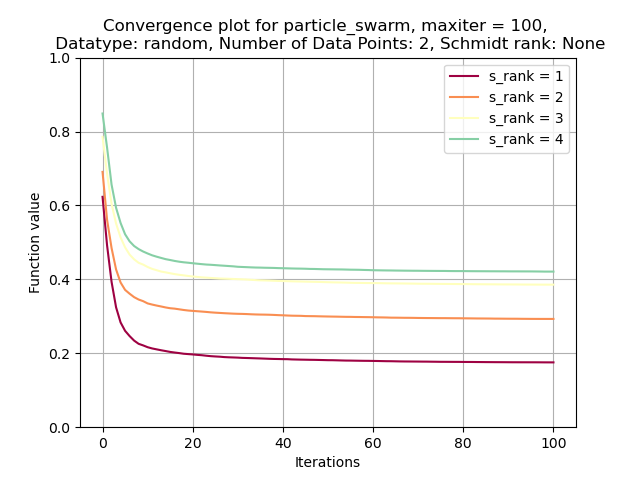 Convergence plot for particle_swarm, maxiter = 100,
Datatype: random, Number of Data Points: 2, Schmidt rank: None
1.0
0.8
0.6
0.4
0.2
0.0
Function value
s_rank = 1
s_rank = 2
s_rank = 3
s_rank = 4
0 20 40 60 80 100
Iterations